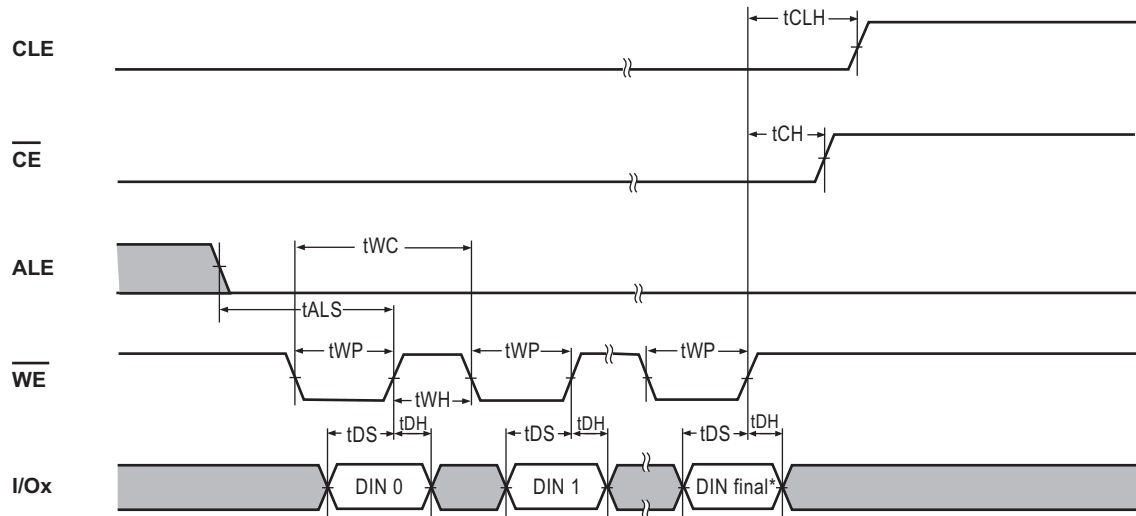 tCLH
CLE
tCH
CE
tWC
ALE
tALS
tWP tWP tWP
WE
tWH
tDS tDH tDS tDH tDS tDH
I/Ox DIN 0 DIN 1 DIN final*